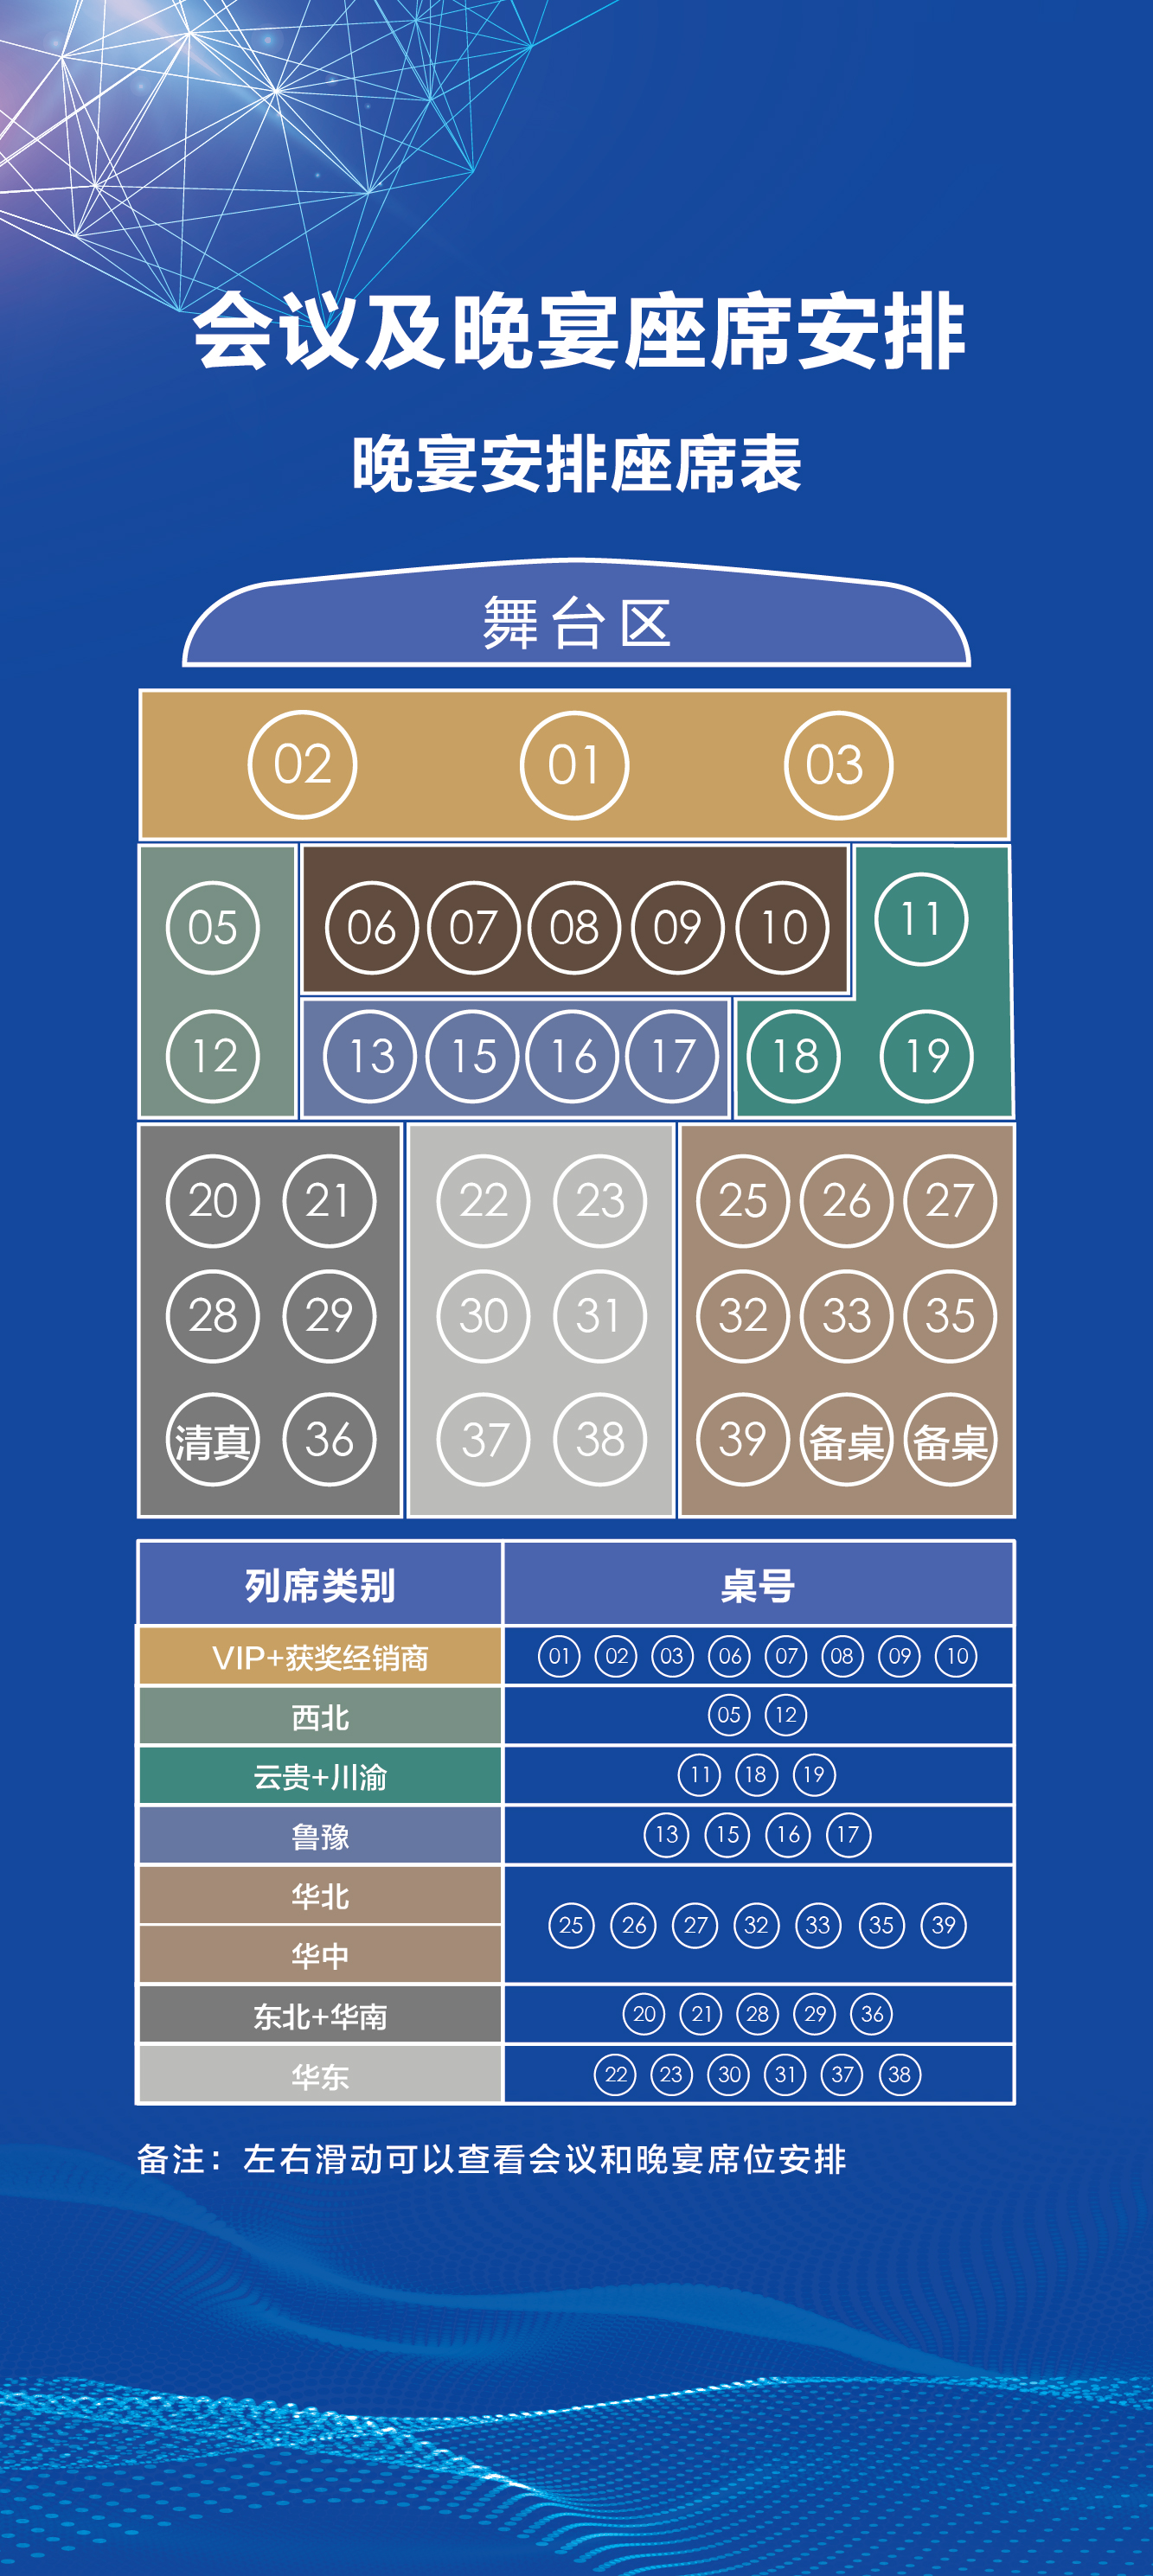 会议及晚宴座席安排
晚宴安排座席表
舞台区
02 01 03
05 06 07 08 09 10 11
12 13 15 16 17 18 19
20 21 22 23 25 26 27
28 29 30 31 32 33 35
清真 36 37 38 39 备桌 备桌
列席类别 桌号
VIP+获奖经销商 01 02 03 06 07 08 09 10
西北 05 12
云贵+川渝 11 18 19
鲁豫 13 15 16 17
华北
25 26 27 32 33 35 39
华中
东北+华南 20 21 28 29 36
华东 22 23 30 31 37 38
备注：左右滑动可以查看会议和晚宴席位安排